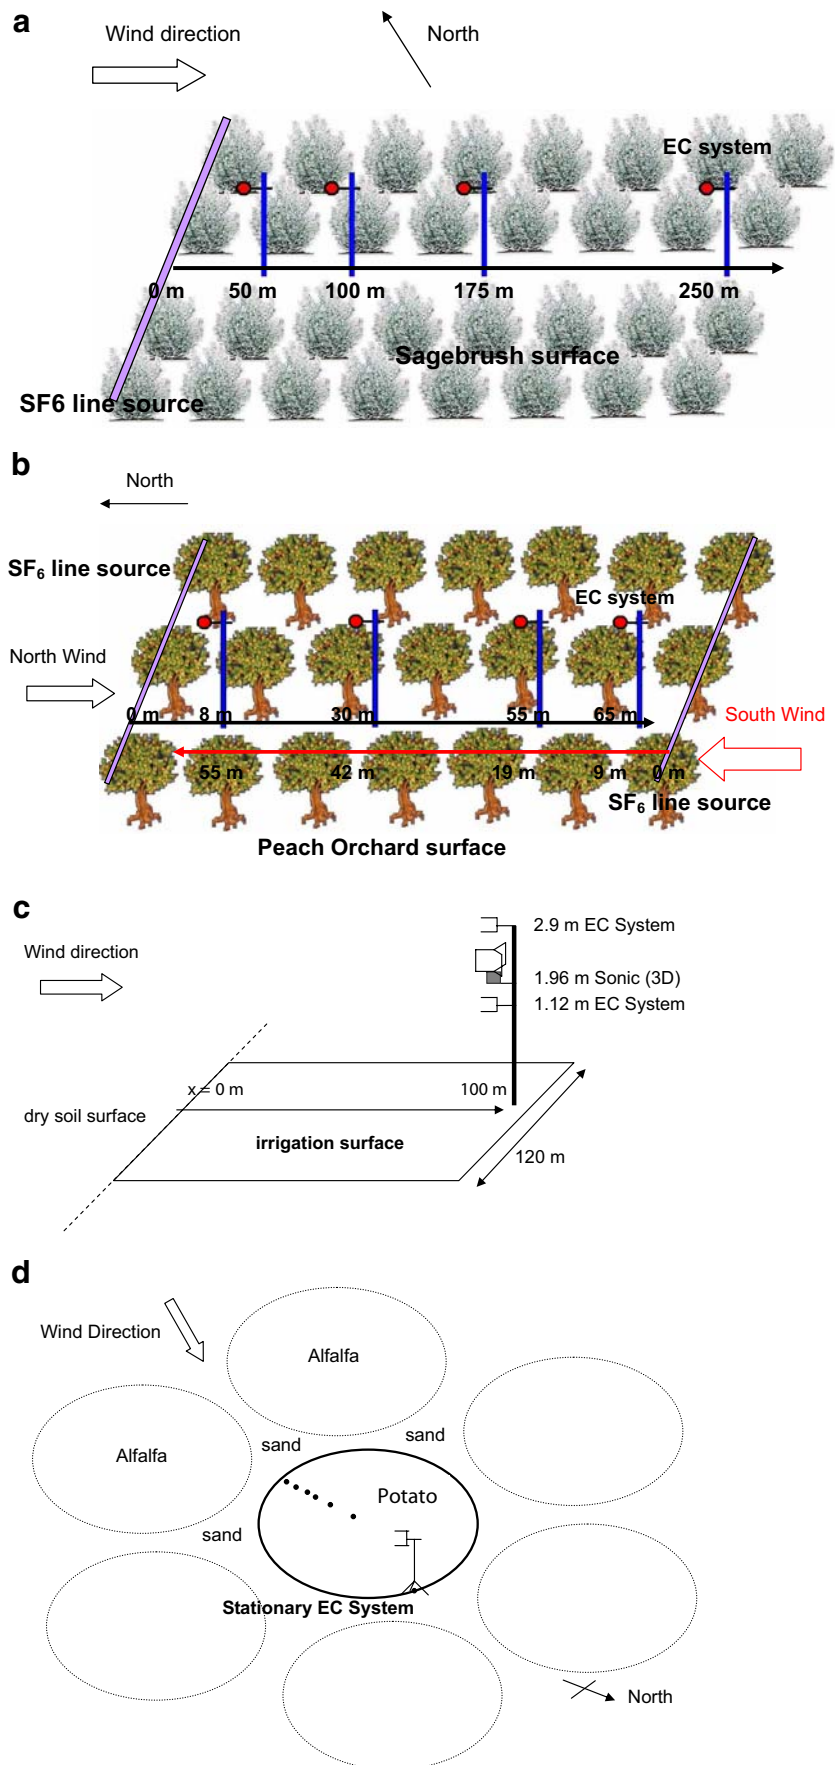 a
Wind direction
North
EC system
0 m
50 m
100 m
175 m
250 m
Sagebrush surface
SF6 line source
b
North
SF6 line source
EC system
North Wind
0 m
8 m
30 m
55 m
65 m
South Wind
55 m
42 m
19 m
9 m
0 m
SF6 line source
Peach Orchard surface
c
Wind direction
2.9 m EC System
1.96 m Sonic (3D)
1.12 m EC System
x = 0 m
100 m
dry soil surface
irrigation surface
120 m
d
Wind Direction
Alfalfa
Alfalfa
sand
sand
Potato
sand
Stationary EC System
North